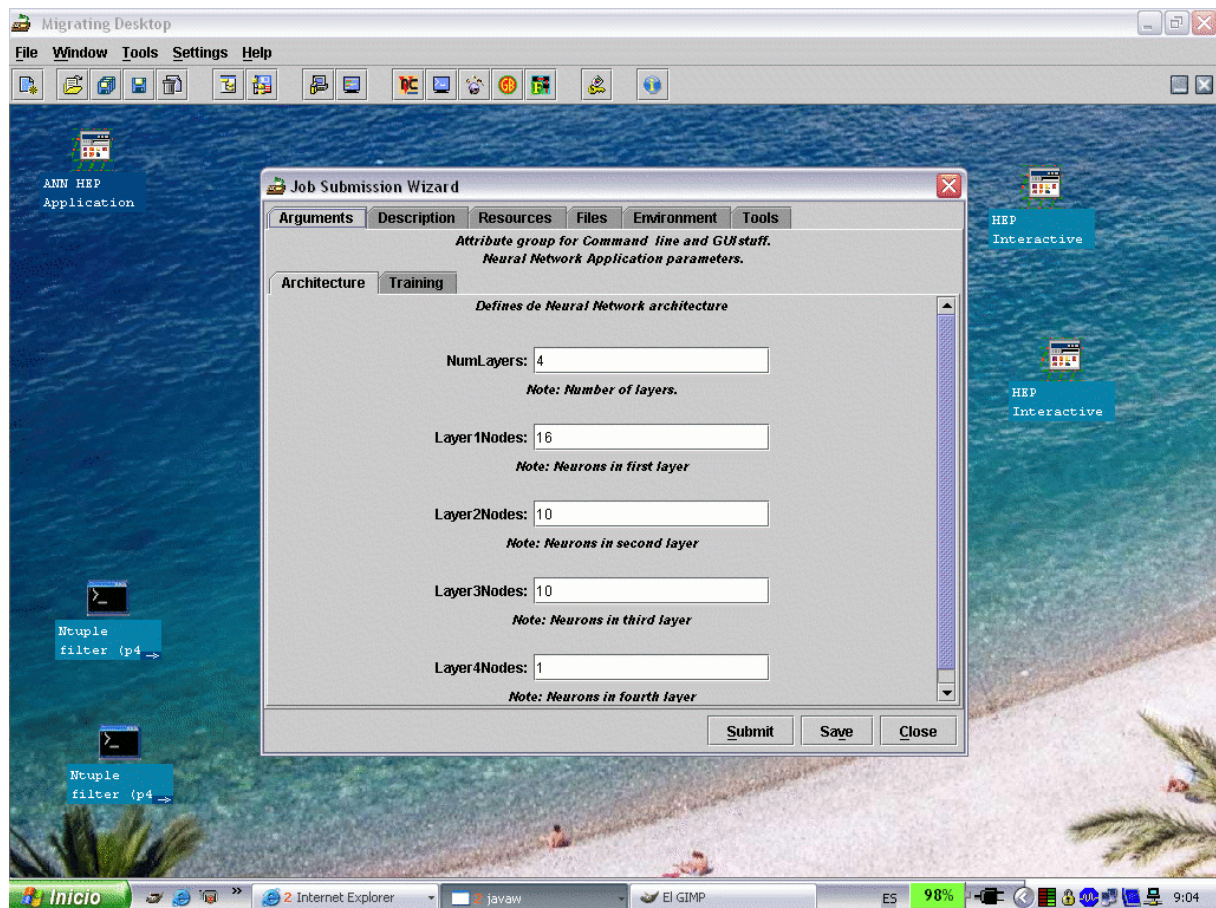 Migrating Desktop
File Window Tools Settings Help
ANN HEP
Application
Job Submission Wizard
Arguments Description Resources Files Environment Tools
Attribute group for Command line and GUI stuff.
Neural Network Application parameters.
Architecture Training
Defines de Neural Network architecture
NumLayers: 4
Note: Number of layers.
Layer1Nodes: 16
Note: Neurons in first layer
Layer2Nodes: 10
Note: Neurons in second layer
Layer3Nodes: 10
Note: Neurons in third layer
Layer4Nodes: 1
Note: Neurons in fourth layer
Submit Save Close
HEP
Interactive
HEP
Interactive
Ntuple
filter (p4
Ntuple
filter (p4
Inicio » 2 Internet Explorer 2 javaw El GIMP ES 98% 9:04